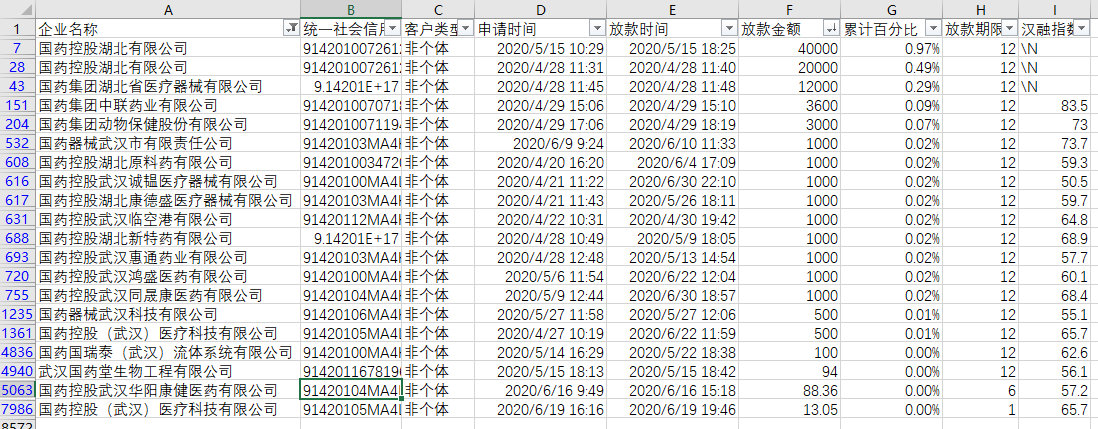 A B C D E F G H I
1 企业名称 统一社会信用 客户类型 申请时间 放款时间 放款金额 累计百分比 放款期限 汉融指数
7 国药控股湖北有限公司 91420100726 非个体 2020/5/15 10:29 2020/5/15 18:25 40000 0.97% 12 \N
28 国药控股湖北有限公司 91420100726 非个体 2020/4/28 11:31 2020/4/28 11:40 20000 0.49% 12 \N
43 国药集团湖北省医疗器械有限公司 9.14201E+17 非个体 2020/4/28 11:45 2020/4/28 11:48 12000 0.29% 12 \N
151 国药集团中联药业有限公司 9142010070718 非个体 2020/4/29 15:06 2020/4/29 15:10 3600 0.09% 12 83.5
204 国药集团动物保健股份有限公司 914201007119 非个体 2020/4/29 17:06 2020/4/29 18:19 3000 0.07% 12 73
532 国药器械武汉市有限责任公司 91420103MA4 非个体 2020/6/9 9:24 2020/6/10 11:33 1000 0.02% 12 73.7
608 国药控股湖北原料药有限公司 914201003472 非个体 2020/4/20 16:20 2020/6/4 17:09 1000 0.02% 12 59.3
616 国药控股武汉诚韫医疗器械有限公司 91420100MA4 非个体 2020/4/21 11:22 2020/6/30 22:10 1000 0.02% 12 50.5
617 国药控股湖北康德盛医疗器械有限公司 91420103MA4 非个体 2020/4/21 11:43 2020/5/26 18:11 1000 0.02% 12 59.7
631 国药控股武汉临空港有限公司 91420112MA4 非个体 2020/4/22 10:31 2020/4/30 19:42 1000 0.02% 12 64.8
688 国药控股湖北新特药有限公司 9.14201E+17 非个体 2020/4/28 10:49 2020/5/9 18:05 1000 0.02% 12 68.9
693 国药控股武汉惠通药业有限公司 91420103MA4 非个体 2020/4/28 12:48 2020/5/13 14:54 1000 0.02% 12 57.7
720 国药控股武汉鸿盛医药有限公司 91420100MA4 非个体 2020/5/6 11:54 2020/6/22 12:04 1000 0.02% 12 60.1
755 国药控股武汉同晟康医药有限公司 91420104MA4 非个体 2020/5/9 12:44 2020/6/30 18:57 1000 0.02% 12 68.4
1235 国药器械武汉科技有限公司 91420106MA4 非个体 2020/5/27 11:58 2020/5/27 12:06 500 0.01% 12 55.1
1361 国药控股（武汉）医疗科技有限公司 91420105MA4 非个体 2020/4/27 10:19 2020/6/22 11:59 500 0.01% 12 65.7
4836 国药国瑞泰（武汉）流体系统有限公司 91420100MA4 非个体 2020/5/14 16:29 2020/5/22 18:38 100 0.00% 12 62.6
4940 武汉国药堂生物工程有限公司 914201167819 非个体 2020/5/15 18:13 2020/5/15 18:42 94 0.00% 12 56.1
5063 国药控股武汉华阳康健医药有限公司 91420104MA4 非个体 2020/6/16 9:49 2020/6/16 15:18 88.36 0.00% 6 57.2
7986 国药控股（武汉）医疗科技有限公司 91420105MA4 非个体 2020/6/19 16:16 2020/6/19 19:46 13.05 0.00% 1 65.7
8572